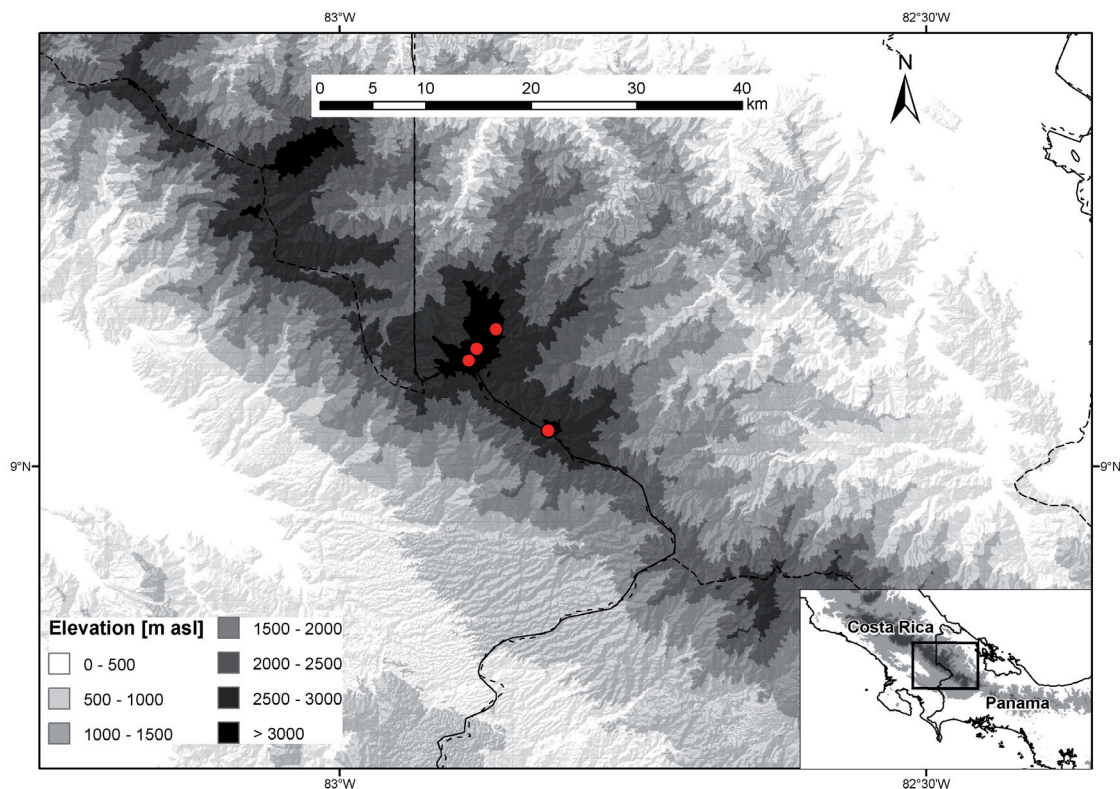 83°W 82°30'W
N
0 5 10 20 30 40
km
9°N 9°N
Elevation [m asl]
0 - 500
500 - 1000
1000 - 1500
1500 - 2000
2000 - 2500
2500 - 3000
> 3000
Costa Rica
Panama
83°W 82°30'W